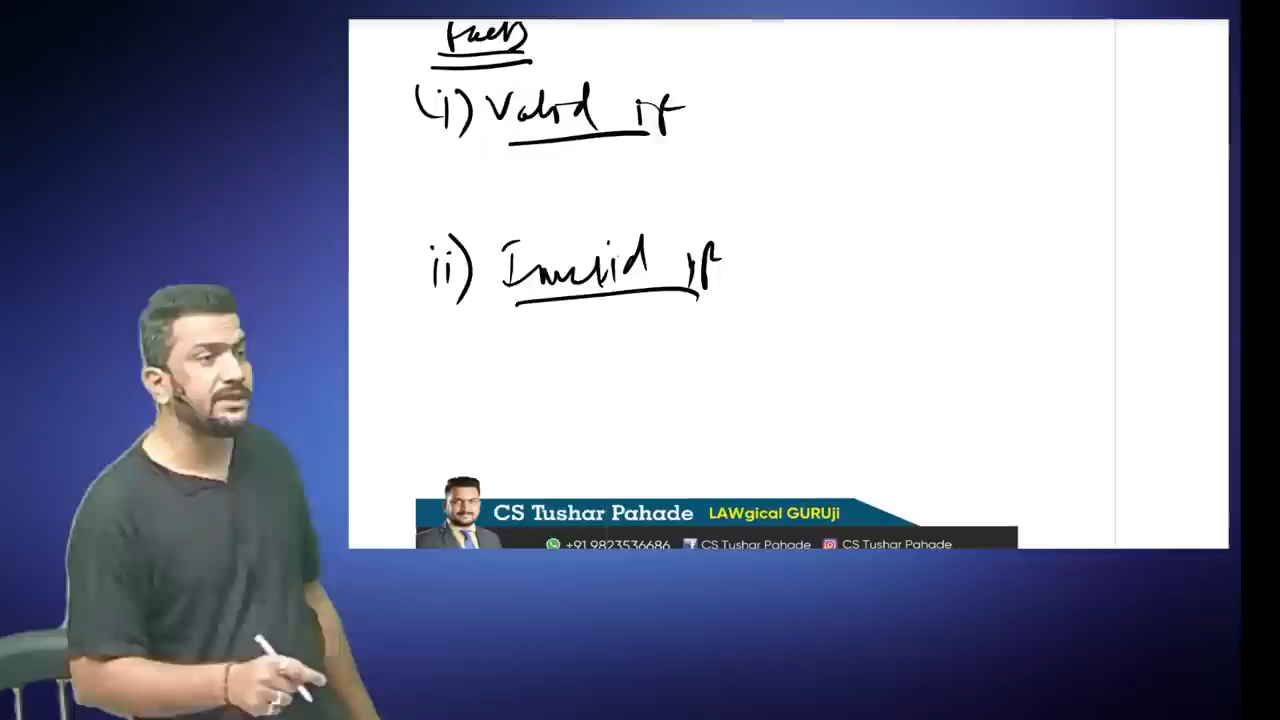 Facts
(i) Valid if
ii) Invalid if
CS Tushar Pahade LAWgical GURUji
+91 9823536686 CS Tushar Pahade CS Tushar Pahade